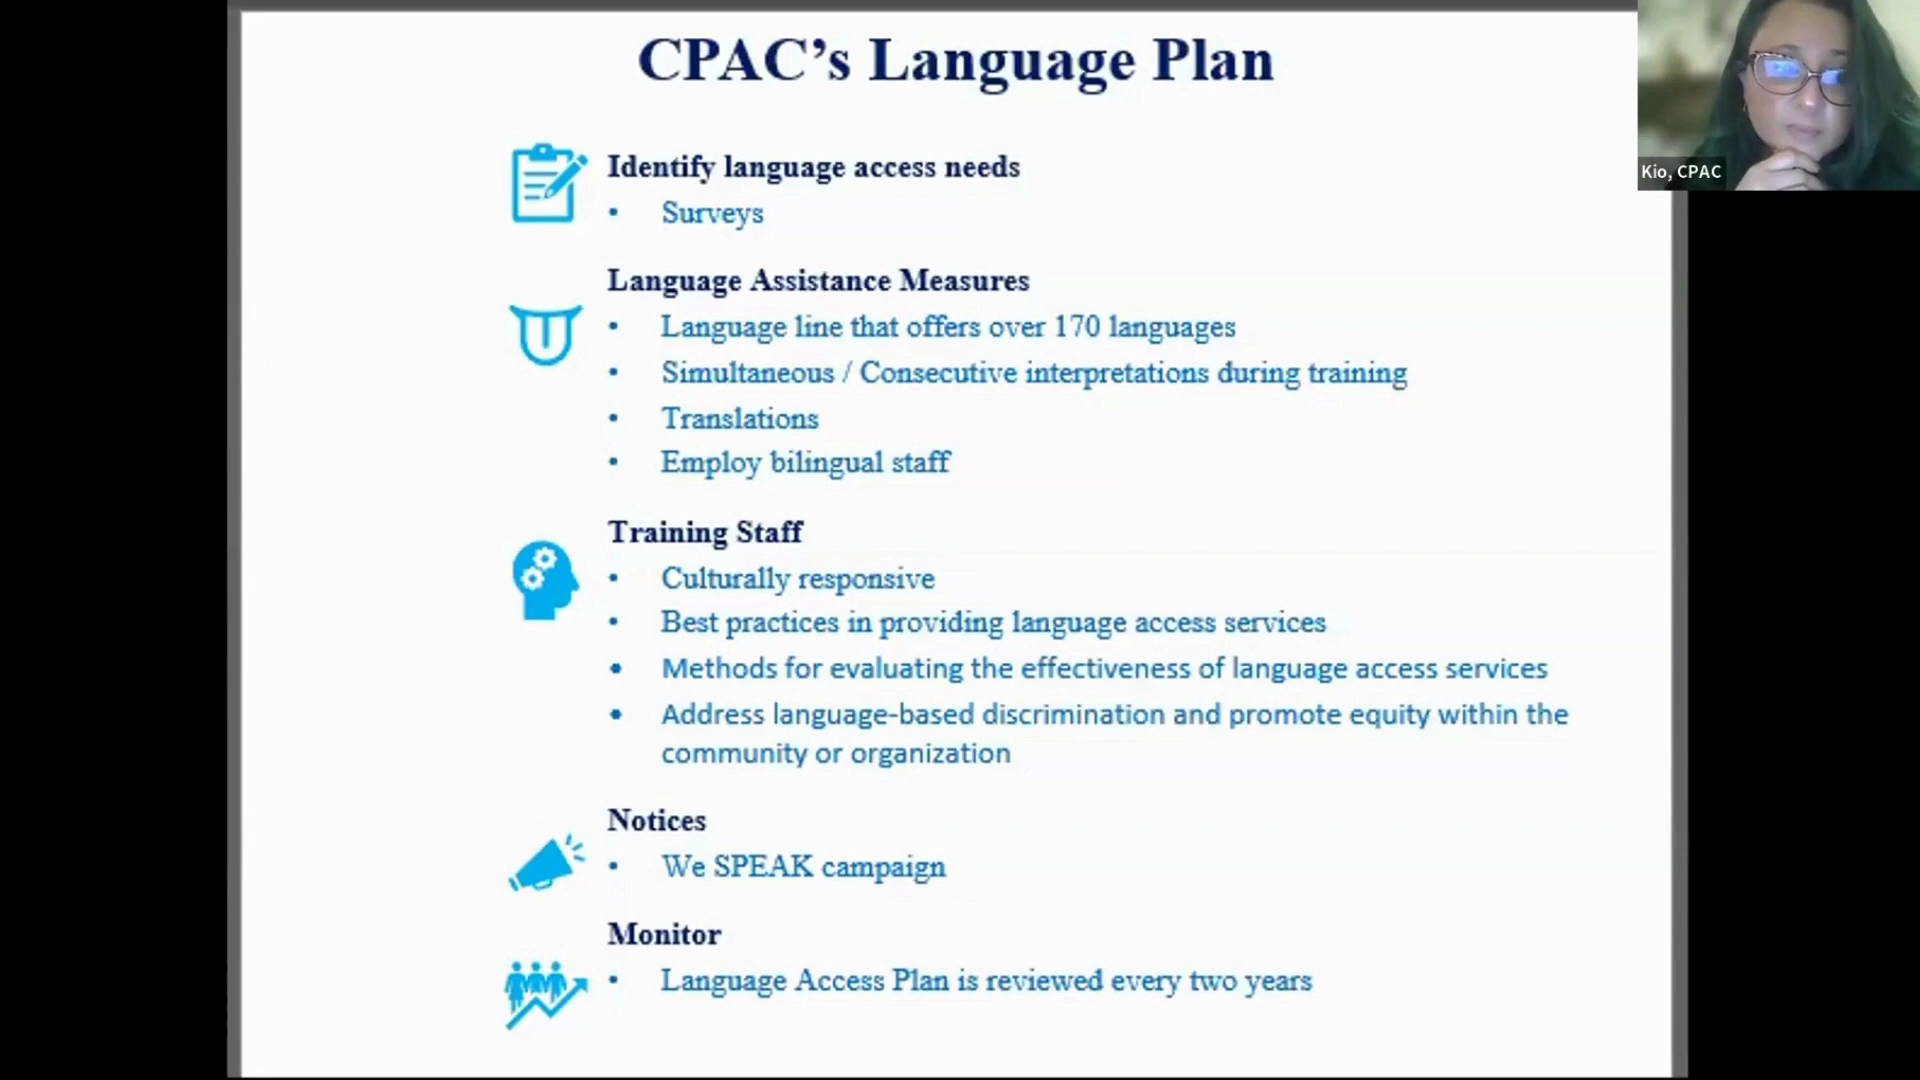 CPAC’s Language Plan
Kio, CPAC
Identify language access needs
• Surveys
Language Assistance Measures
• Language line that offers over 170 languages
• Simultaneous / Consecutive interpretations during training
• Translations
• Employ bilingual staff
Training Staff
• Culturally responsive
• Best practices in providing language access services
• Methods for evaluating the effectiveness of language access services
• Address language-based discrimination and promote equity within the
community or organization
Notices
• We SPEAK campaign
Monitor
• Language Access Plan is reviewed every two years